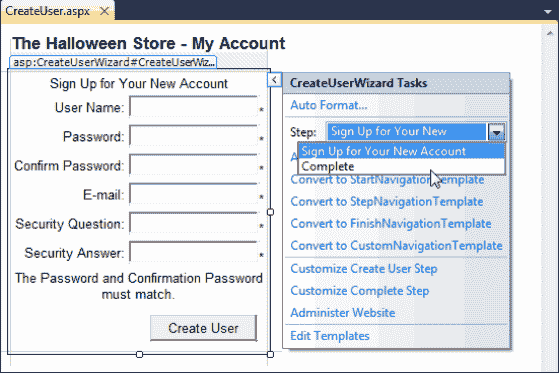 CreateUser.aspx
The Halloween Store - My Account
asp:CreateUserWizard#CreateUserWiz...
Sign Up for Your New Account
User Name: *
Password: *
Confirm Password: *
E-mail: *
Security Question: *
Security Answer: *
The Password and Confirmation Password
must match.
Create User
CreateUserWizard Tasks
Auto Format...
Step: Sign Up for Your New
Sign Up for Your New Account
Complete
Convert to StartNavigationTemplate
Convert to StepNavigationTemplate
Convert to FinishNavigationTemplate
Convert to CustomNavigationTemplate
Customize Create User Step
Customize Complete Step
Administer Website
Edit Templates